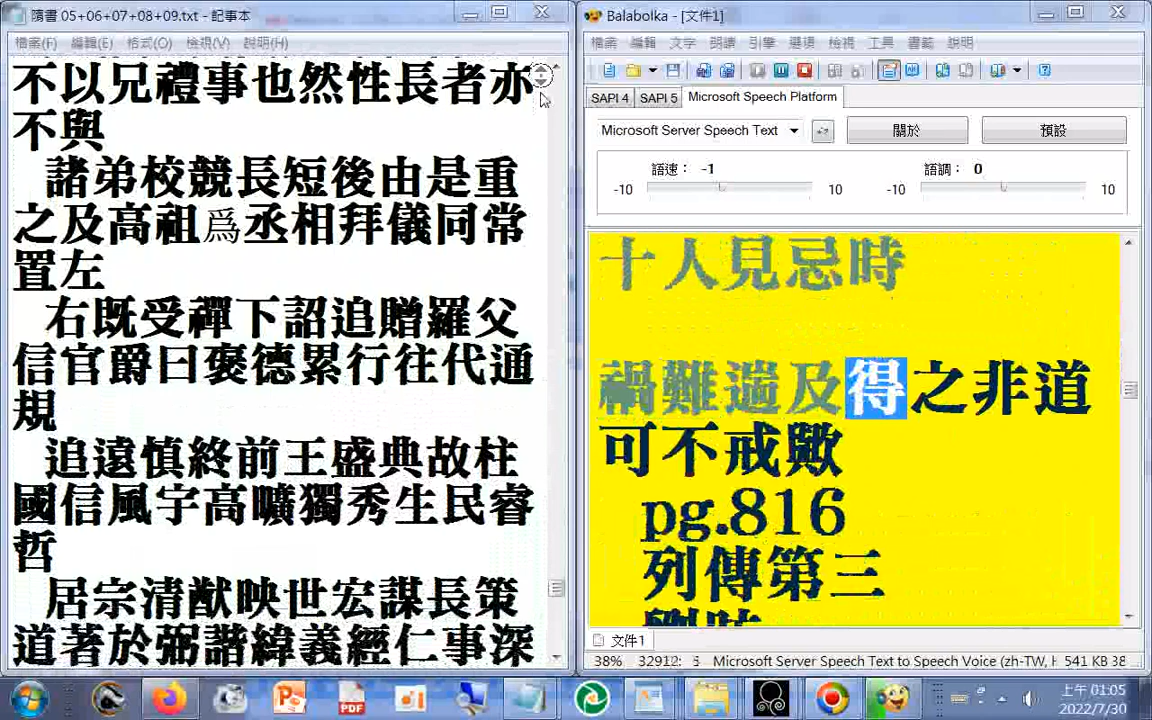 隋書 05+06+07+08+09.txt - 記事本
檔案(F) 編輯(E) 格式(O) 檢視(V) 說明(H)
不以兄禮事也然性長者亦
不與
諸弟校競長短後由是重
之及高祖爲丞相拜儀同常
置左
右既受禪下詔追贈羅父
信官爵曰褒德累行往代通
規
追遠慎終前王盛典故柱
國信風宇高曠獨秀生民睿
哲
居宗清猷映世宏謀長策
道著於弼諧緯義經仁事深
Balabolka - [文件1]
檔案 編輯 文字 朗讀 引擎 選項 檢視 工具 書籤 說明
SAPI 4 SAPI 5 Microsoft Speech Platform
Microsoft Server Speech Text 關於 預設
語速： -1 語調： 0
-10 10 -10 10
十人見忌時
禍難遄及得之非道
可不戒歟
pg.816
列傳第三
文件1
38% 32912: Microsoft Server Speech Text to Speech Voice (zh-TW, 541 KB 38
PDF
上午 01:05
2022/7/30